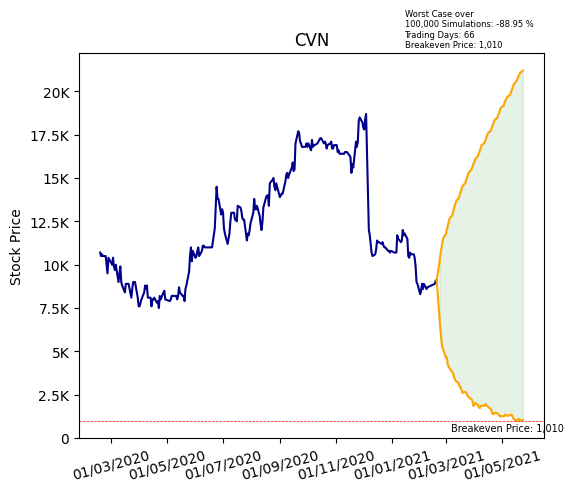 Worst Case over
100,000 Simulations: -88.95 %
Trading Days: 66
Breakeven Price: 1,010
CVN
Stock Price
20K
17.5K
15K
12.5K
10K
7.5K
5K
2.5K
0
Breakeven Price: 1,010
01/03/2020
01/05/2020
01/07/2020
01/09/2020
01/11/2020
01/01/2021
01/03/2021
01/05/2021